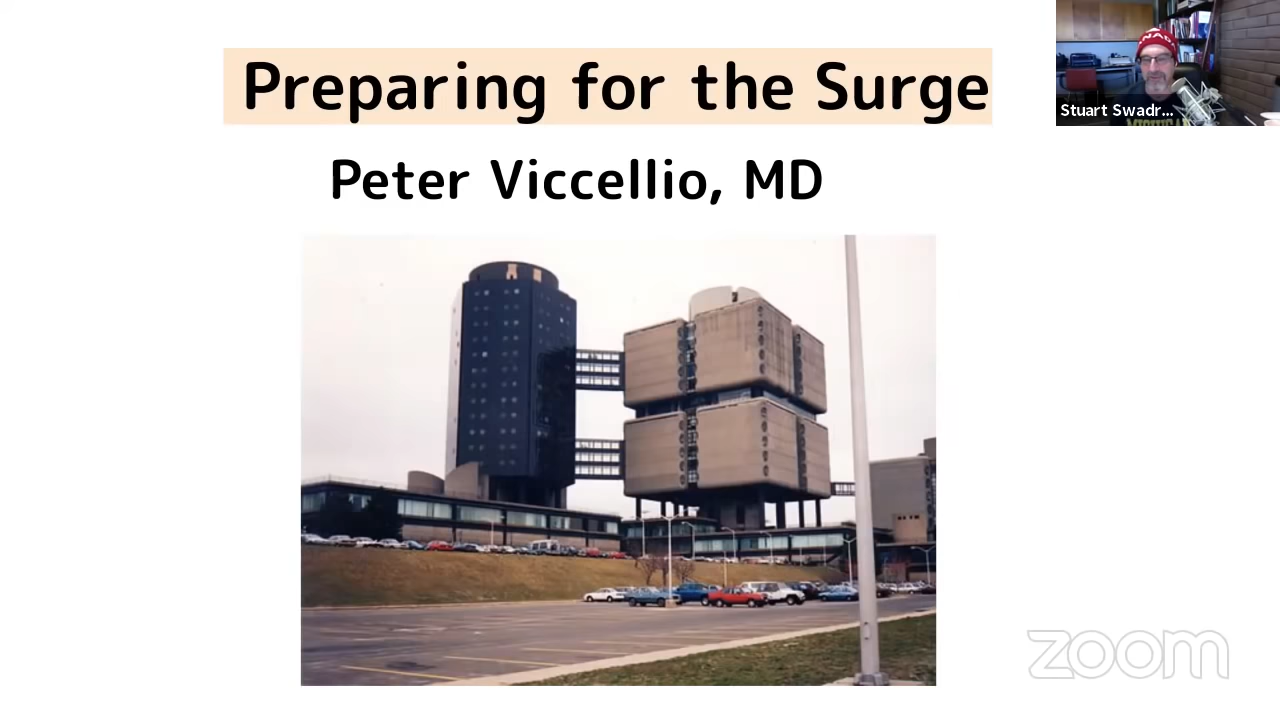 Preparing for the Surge
Peter Viccellio, MD
Stuart Swadr...
zoom